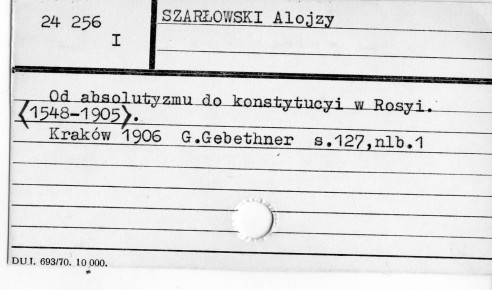 24 256
I
SZARŁOWSKI Alojzy
Od absolutyzmu do konstytucyi w Rosyi.
⟨1548-1905⟩.
Kraków 1906 G.Gebethner s.127,nlb.1
DUJ. 693/70. 10 000.